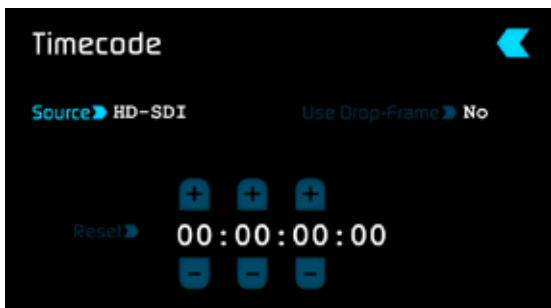 Timecode
Source HD-SDI Use Drop-Frame No
+ + +
Reset 00:00:00:00
- - -